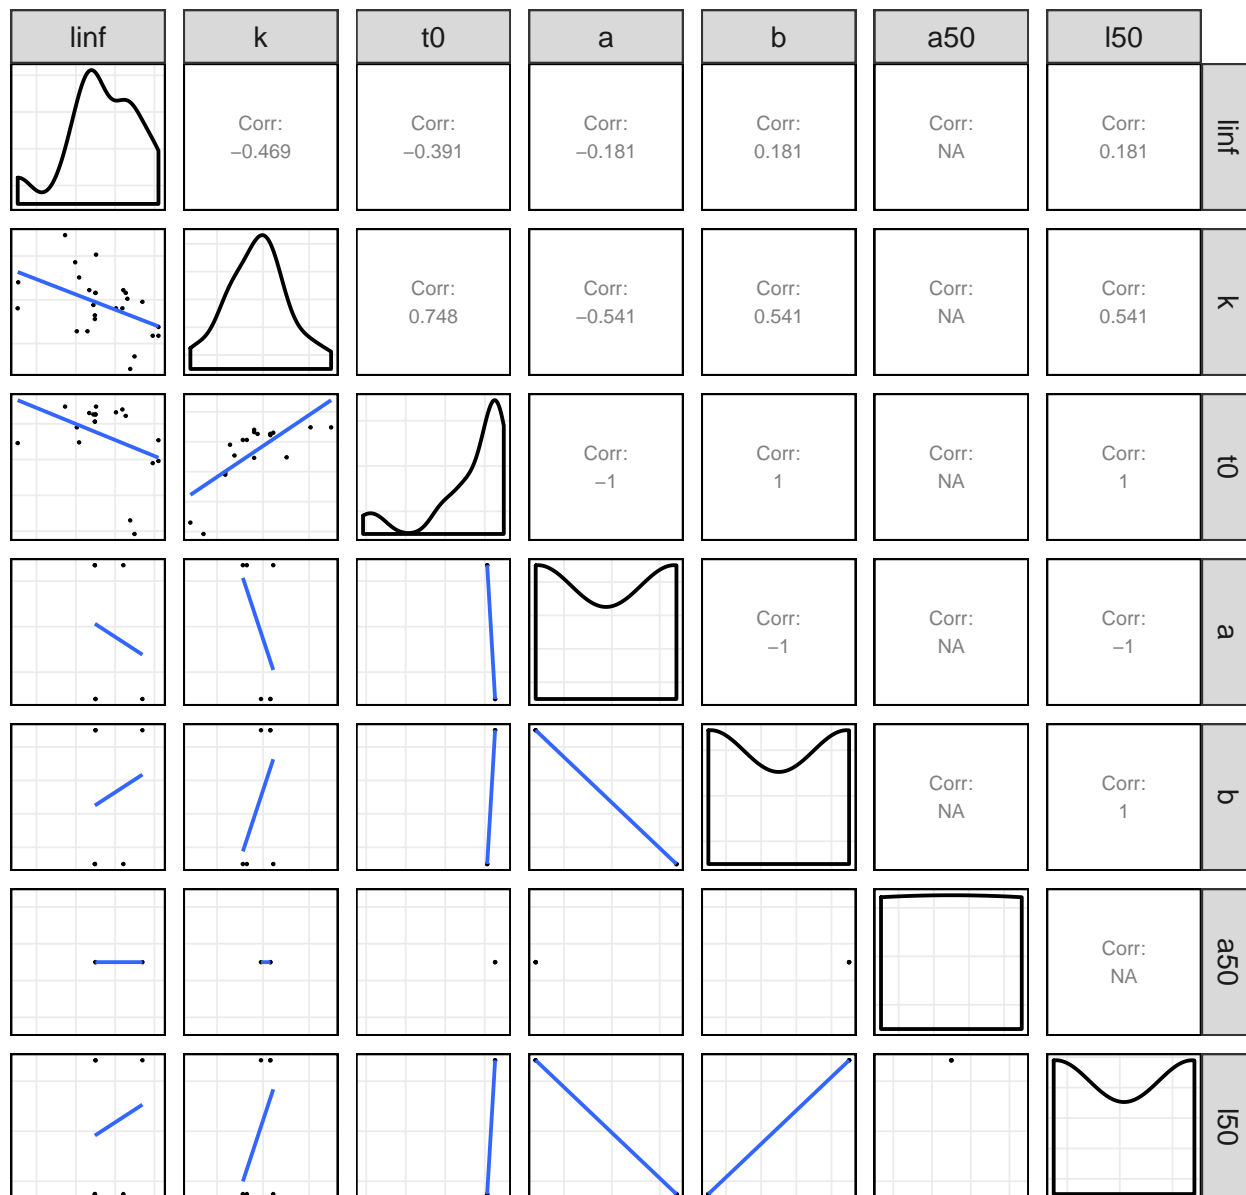 linf k t0 a b a50 l50
Corr: Corr: Corr: Corr: Corr: Corr:
−0.469 −0.391 −0.181 0.181 NA 0.181
linf
Corr: Corr: Corr: Corr: Corr:
0.748 −0.541 0.541 NA 0.541
k
Corr: Corr: Corr: Corr:
−1 1 NA 1
t0
Corr: Corr: Corr:
−1 NA −1
a
Corr: Corr:
NA 1
b
Corr:
NA
a50
l50